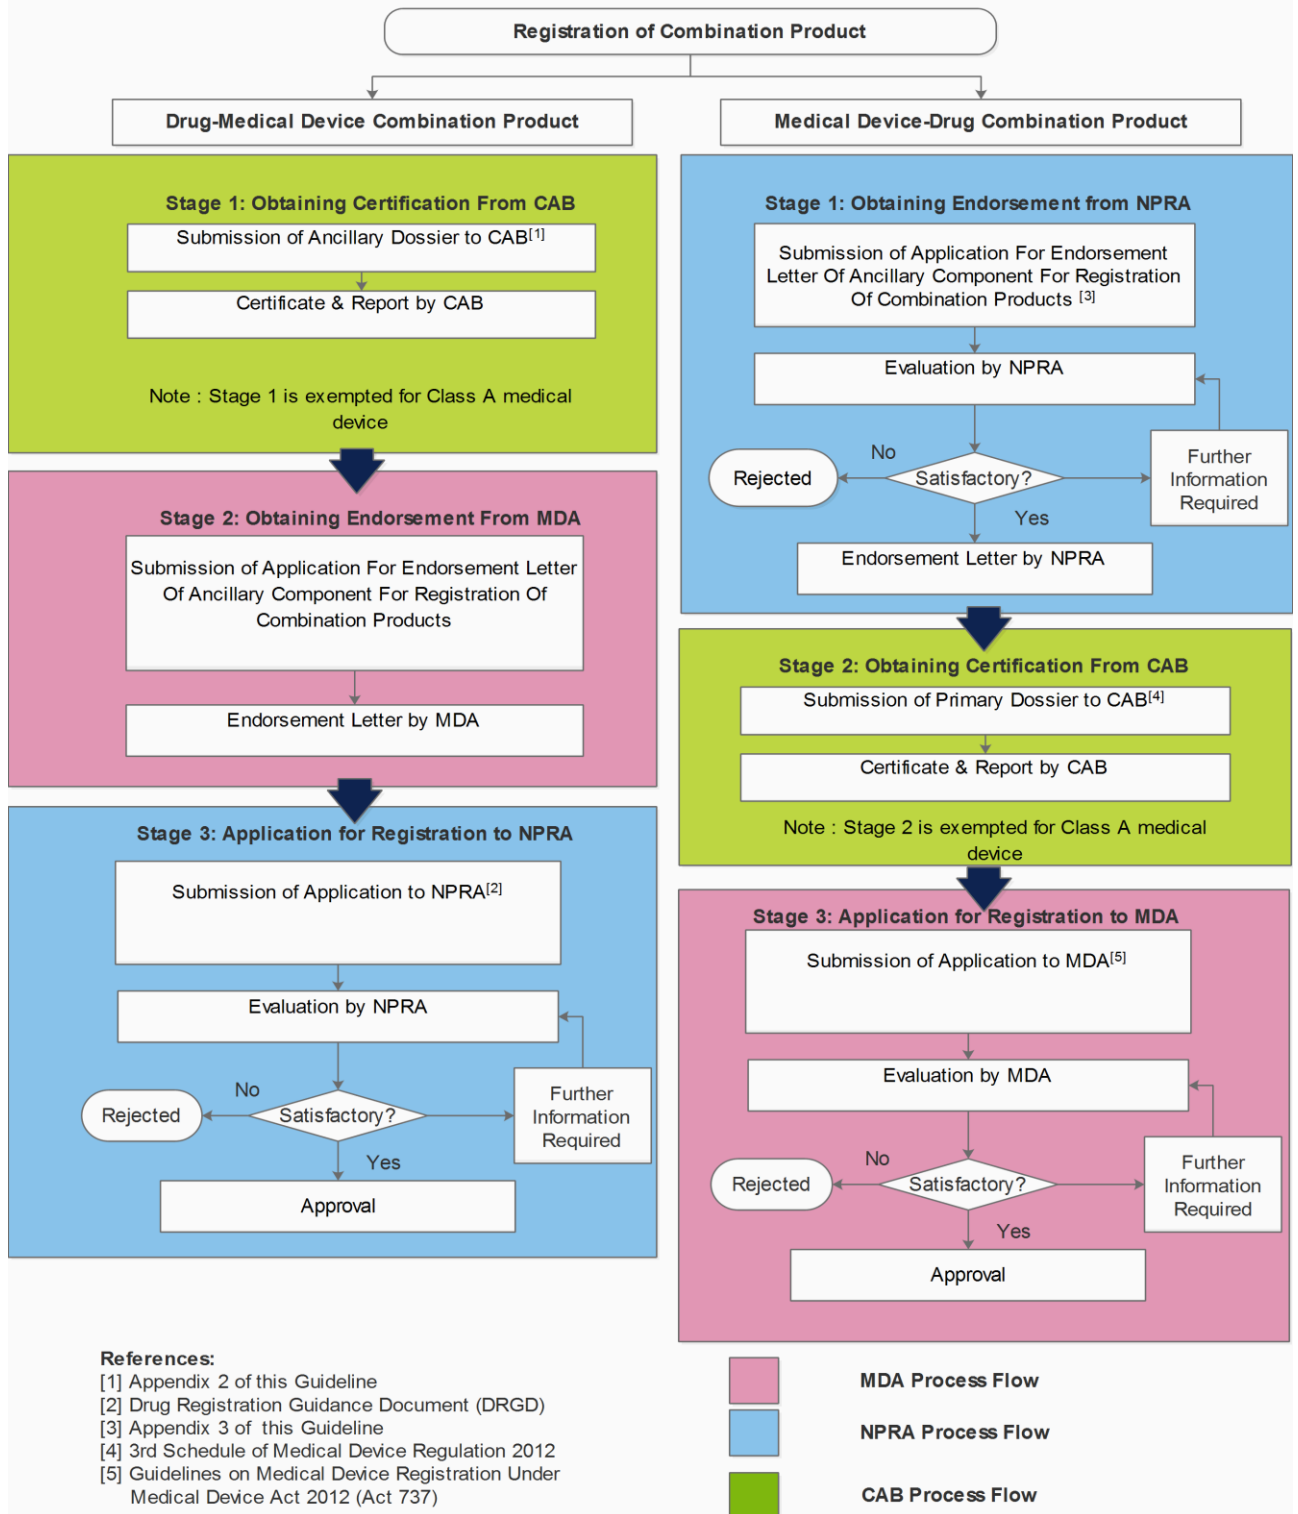 Registration of Combination Product
Drug-Medical Device Combination Product
Stage 1: Obtaining Certification From CAB
Submission of Ancillary Dossier to CAB[1]
Certificate & Report by CAB
Note : Stage 1 is exempted for Class A medical
device
Stage 2: Obtaining Endorsement From MDA
Submission of Application For Endorsement Letter
Of Ancillary Component For Registration Of
Combination Products
Endorsement Letter by MDA
Stage 3: Application for Registration to NPRA
Submission of Application to NPRA[2]
Evaluation by NPRA
No
Rejected
Satisfactory?
Further
Information
Required
Yes
Approval
Medical Device-Drug Combination Product
Stage 1: Obtaining Endorsement from NPRA
Submission of Application For Endorsement
Letter Of Ancillary Component For Registration
Of Combination Products [3]
Evaluation by NPRA
No
Rejected
Satisfactory?
Further
Information
Required
Yes
Endorsement Letter by NPRA
Stage 2: Obtaining Certification From CAB
Submission of Primary Dossier to CAB[4]
Certificate & Report by CAB
Note : Stage 2 is exempted for Class A medical
device
Stage 3: Application for Registration to MDA
Submission of Application to MDA[5]
Evaluation by MDA
No
Rejected
Satisfactory?
Further
Information
Required
Yes
Approval
References:
[1] Appendix 2 of this Guideline
[2] Drug Registration Guidance Document (DRGD)
[3] Appendix 3 of this Guideline
[4] 3rd Schedule of Medical Device Regulation 2012
[5] Guidelines on Medical Device Registration Under
Medical Device Act 2012 (Act 737)
MDA Process Flow
NPRA Process Flow
CAB Process Flow